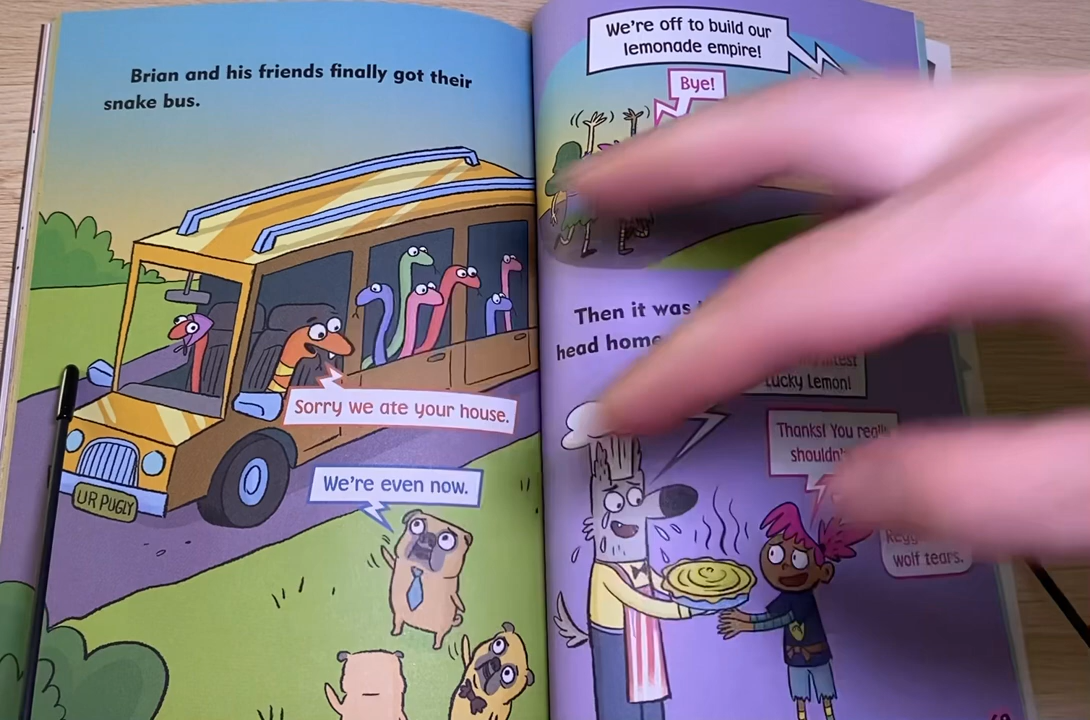 Brian and his friends finally got their
snake bus.
Sorry we ate your house.
We're even now.
UR PUGLY
We're off to build our
lemonade empire!
Bye!
Then it was
head home
Lucky Lemon!
Thanks! You
wolf tears.